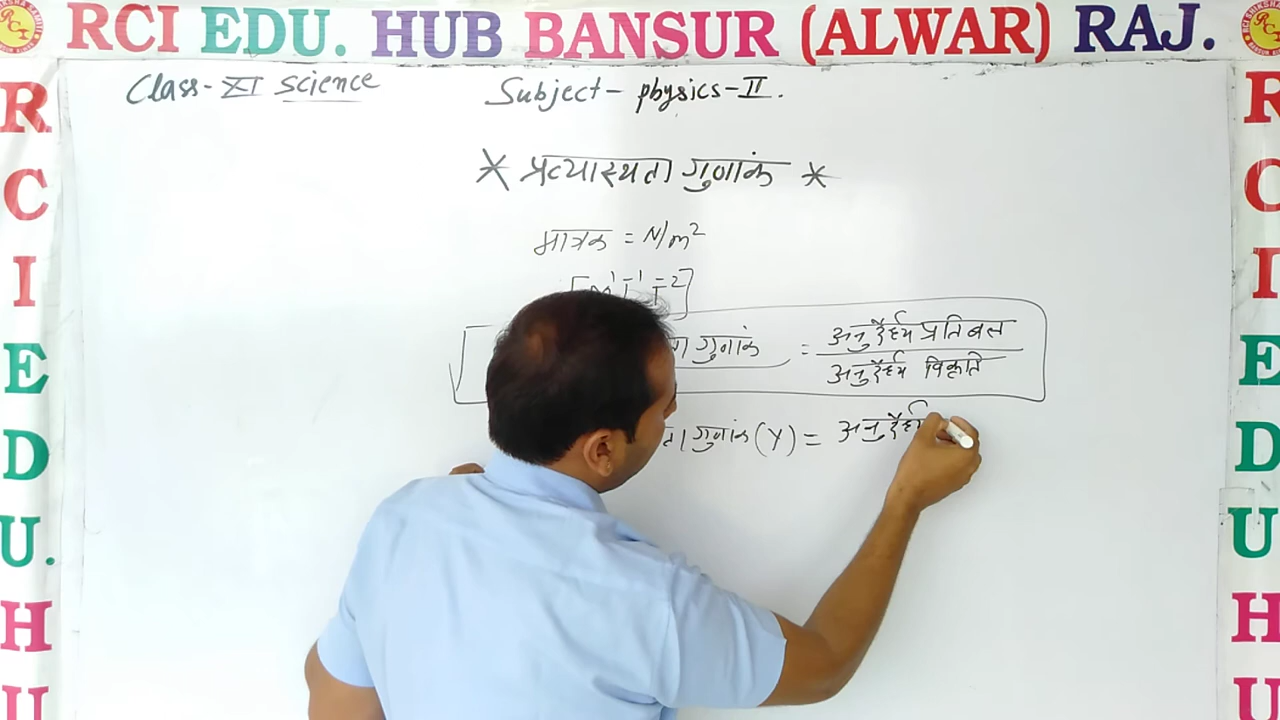 RCI EDU. HUB BANSUR (ALWAR) RAJ.
Class- XI Science Subject- physics-II.
* प्रत्यास्थता गुणांक *
मात्रक = N/m²
गुणांक = अनुदैर्ध्य प्रतिबल
अनुदैर्ध्य विकृति
गुणांक (Y) = अनुदैर्ध्य
R
C
I
E
D
U.
H
U
R
C
I
E
D
U
H
U